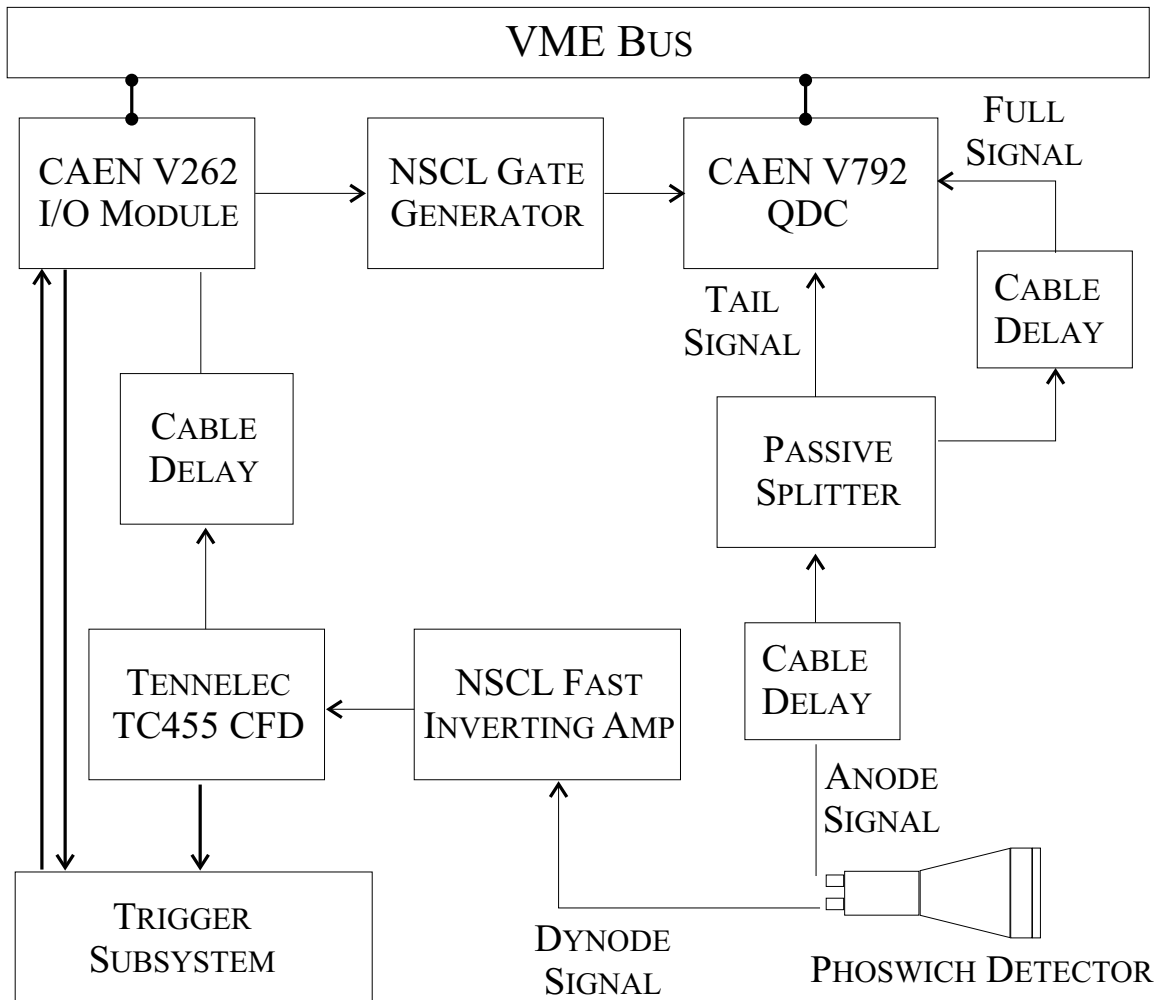 VME BUS
CAEN V262
I/O MODULE
NSCL GATE
GENERATOR
CAEN V792
QDC
FULL
SIGNAL
TAIL
SIGNAL
CABLE
DELAY
CABLE
DELAY
PASSIVE
SPLITTER
TENNELEC
TC455 CFD
NSCL FAST
INVERTING AMP
CABLE
DELAY
ANODE
SIGNAL
TRIGGER
SUBSYSTEM
DYNODE
SIGNAL
PHOSWICH DETECTOR